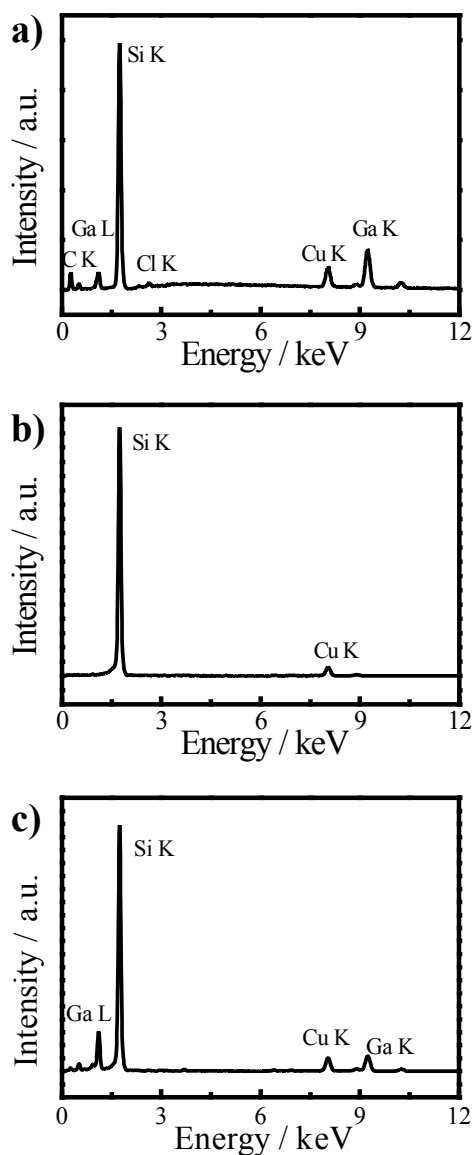 a)
Intensity / a.u.
Si K
Ga L
C K
Cl K
Cu K
Ga K
0 3 6 9 12
Energy / keV
b)
Intensity / a.u.
Si K
Cu K
0 3 6 9 12
Energy / keV
c)
Intensity / a.u.
Si K
Ga L
Cu K
Ga K
0 3 6 9 12
Energy / keV